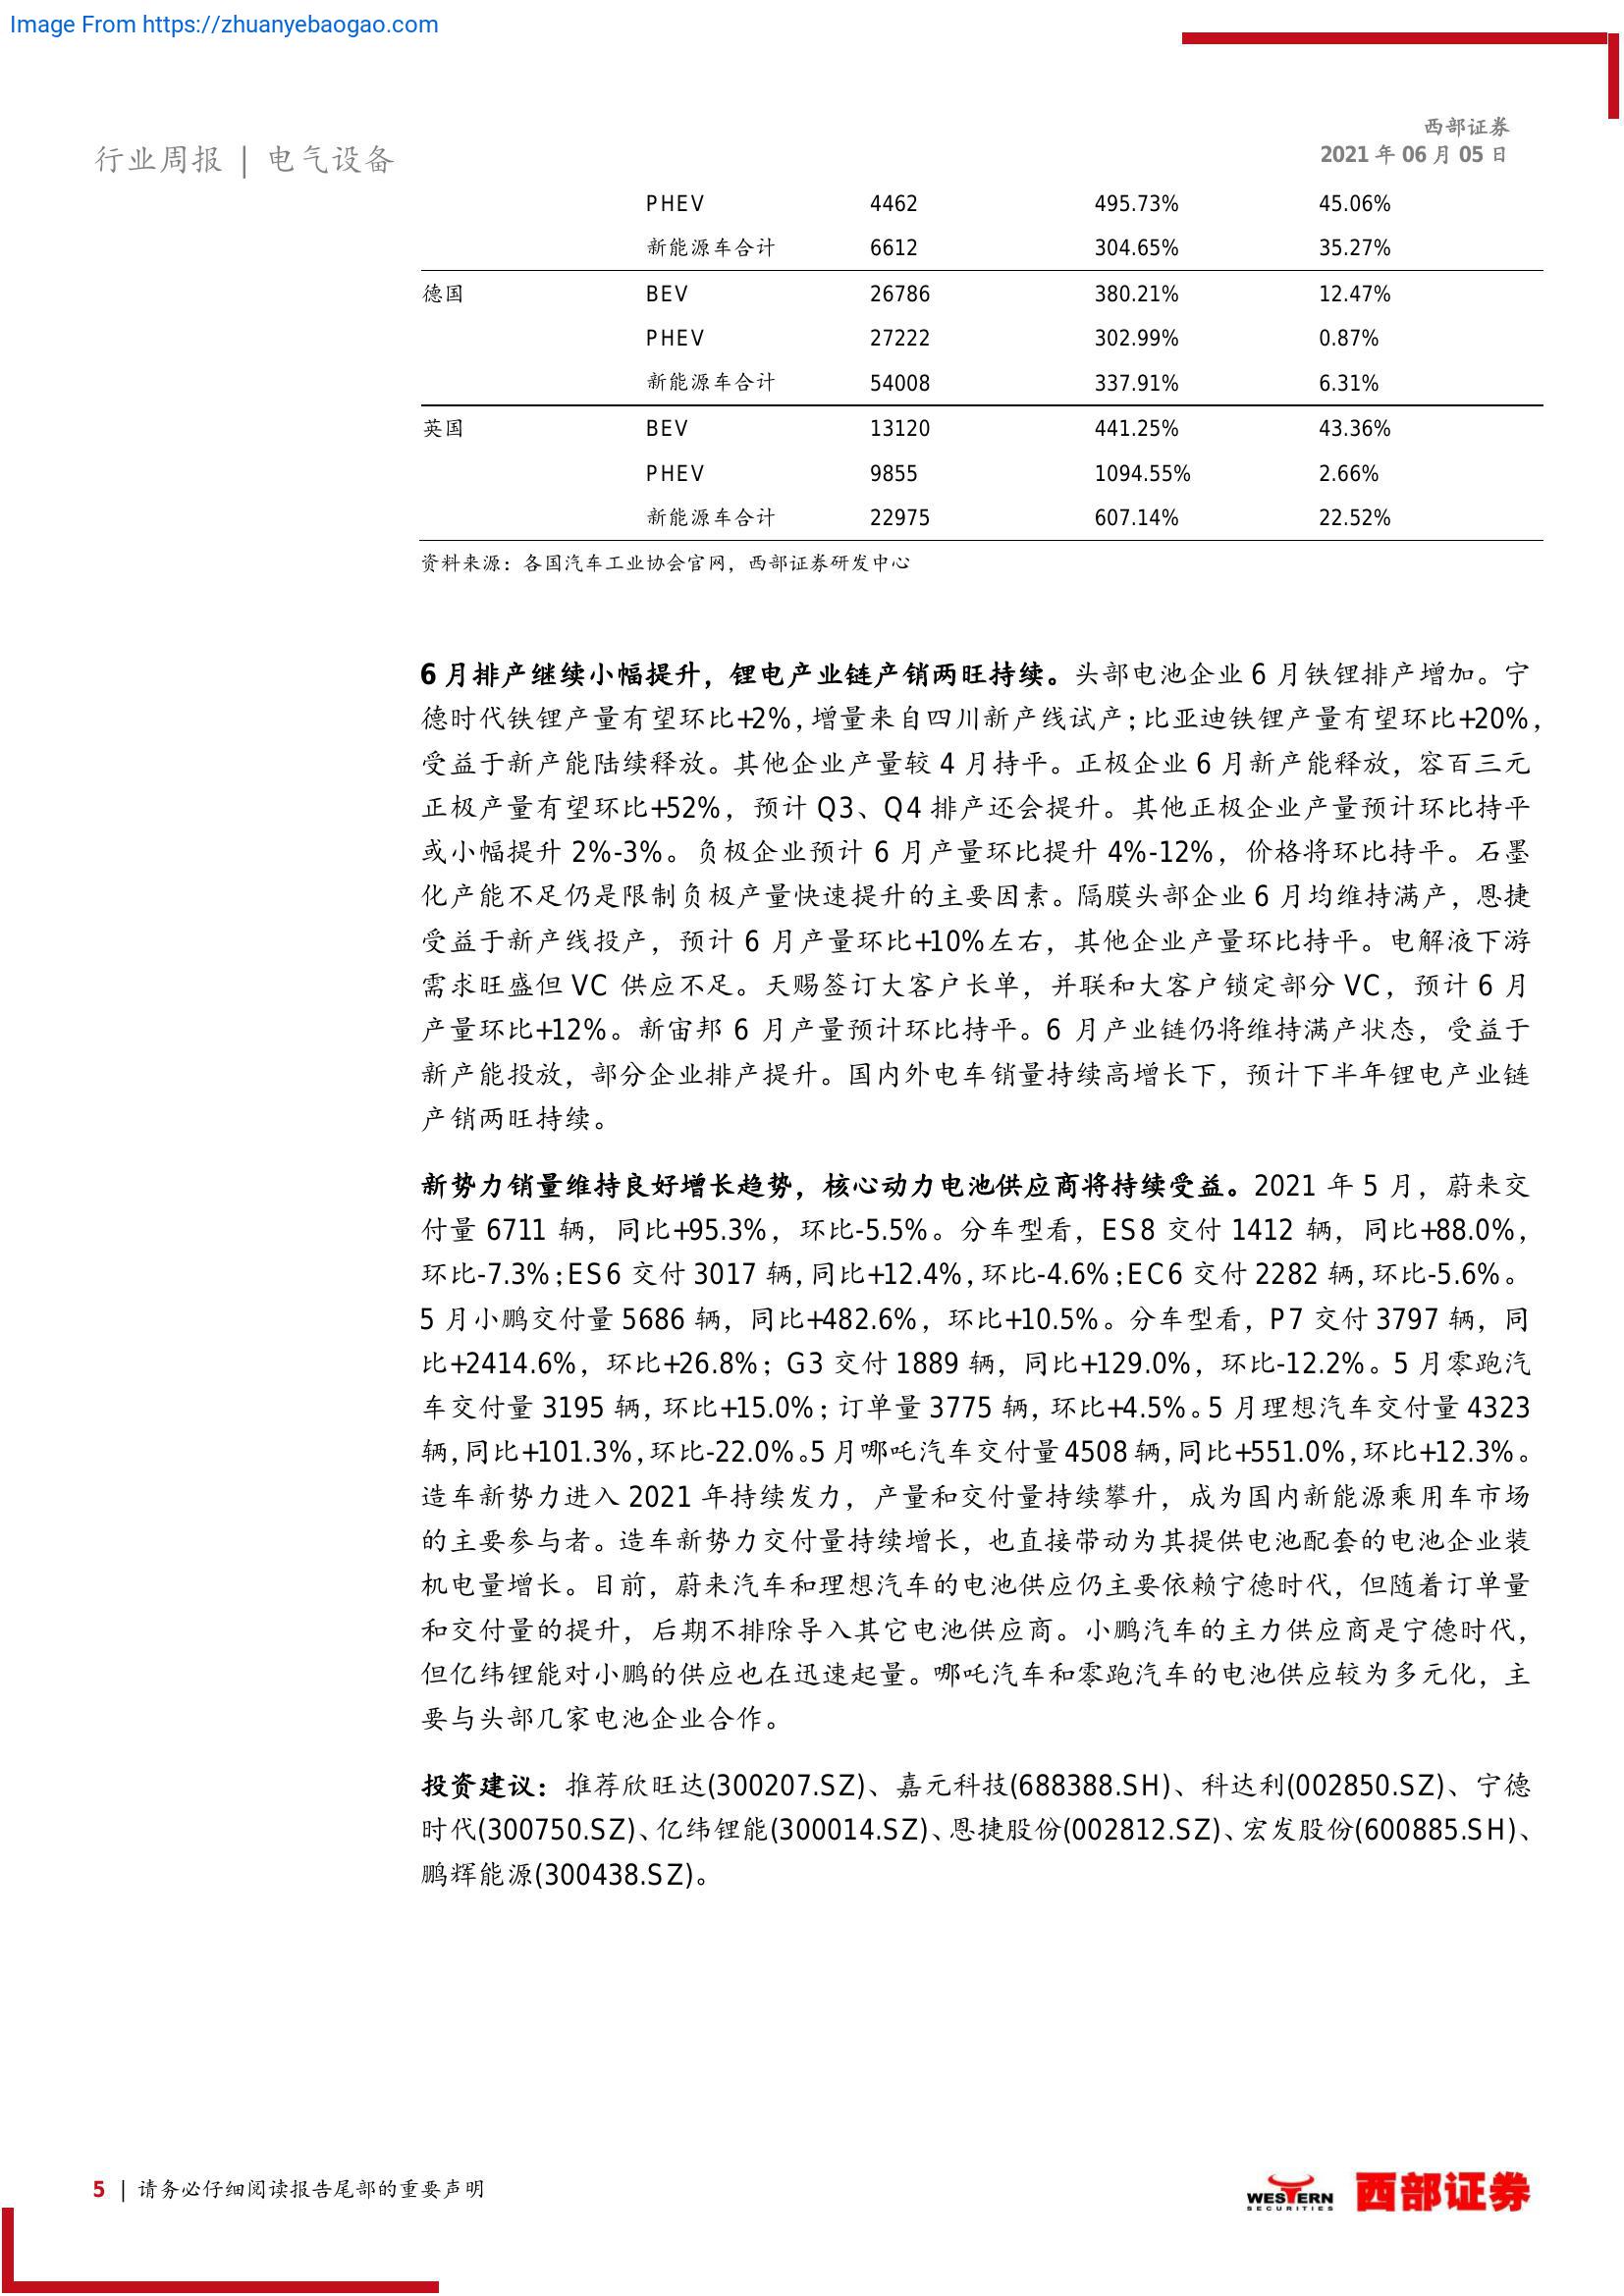 Image From https://zhuanyebaogao.com
西部证券
行业周报 | 电气设备
2021 年 06 月 05 日
PHEV 4462 495.73% 45.06%
新能源车合计 6612 304.65% 35.27%
德国 BEV 26786 380.21% 12.47%
PHEV 27222 302.99% 0.87%
新能源车合计 54008 337.91% 6.31%
英国 BEV 13120 441.25% 43.36%
PHEV 9855 1094.55% 2.66%
新能源车合计 22975 607.14% 22.52%
资料来源：各国汽车工业协会官网，西部证券研发中心
6 月排产继续小幅提升，锂电产业链产销两旺持续。头部电池企业 6 月铁锂排产增加。宁
德时代铁锂产量有望环比+2%，增量来自四川新产线试产；比亚迪铁锂产量有望环比+20%，
受益于新产能陆续释放。其他企业产量较 4 月持平。正极企业 6 月新产能释放，容百三元
正极产量有望环比+52%，预计 Q3、Q4 排产还会提升。其他正极企业产量预计环比持平
或小幅提升 2%-3%。负极企业预计 6 月产量环比提升 4%-12%，价格将环比持平。石墨
化产能不足仍是限制负极产量快速提升的主要因素。隔膜头部企业 6 月均维持满产，恩捷
受益于新产线投产，预计 6 月产量环比+10%左右，其他企业产量环比持平。电解液下游
需求旺盛但 VC 供应不足。天赐签订大客户长单，并联和大客户锁定部分 VC，预计 6 月
产量环比+12%。新宙邦 6 月产量预计环比持平。6 月产业链仍将维持满产状态，受益于
新产能投放，部分企业排产提升。国内外电车销量持续高增长下，预计下半年锂电产业链
产销两旺持续。
新势力销量维持良好增长趋势，核心动力电池供应商将持续受益。2021 年 5 月，蔚来交
付量 6711 辆，同比+95.3%，环比-5.5%。分车型看，ES8 交付 1412 辆，同比+88.0%，
环比-7.3%；ES6 交付 3017 辆，同比+12.4%，环比-4.6%；EC6 交付 2282 辆，环比-5.6%。
5 月小鹏交付量 5686 辆，同比+482.6%，环比+10.5%。分车型看，P7 交付 3797 辆，同
比+2414.6%，环比+26.8%；G3 交付 1889 辆，同比+129.0%，环比-12.2%。5 月零跑汽
车交付量 3195 辆，环比+15.0%；订单量 3775 辆，环比+4.5%。5 月理想汽车交付量 4323
辆，同比+101.3%，环比-22.0%。5 月哪吒汽车交付量 4508 辆，同比+551.0%，环比+12.3%。
造车新势力进入 2021 年持续发力，产量和交付量持续攀升，成为国内新能源乘用车市场
的主要参与者。造车新势力交付量持续增长，也直接带动为其提供电池配套的电池企业装
机电量增长。目前，蔚来汽车和理想汽车的电池供应仍主要依赖宁德时代，但随着订单量
和交付量的提升，后期不排除导入其它电池供应商。小鹏汽车的主力供应商是宁德时代，
但亿纬锂能对小鹏的供应也在迅速起量。哪吒汽车和零跑汽车的电池供应较为多元化，主
要与头部几家电池企业合作。
投资建议：推荐欣旺达(300207.SZ)、嘉元科技(688388.SH)、科达利(002850.SZ)、宁德
时代(300750.SZ)、亿纬锂能(300014.SZ)、恩捷股份(002812.SZ)、宏发股份(600885.SH)、
鹏辉能源(300438.SZ)。
5 | 请务必仔细阅读报告尾部的重要声明
WESTERN
SECURITIES
西部证券